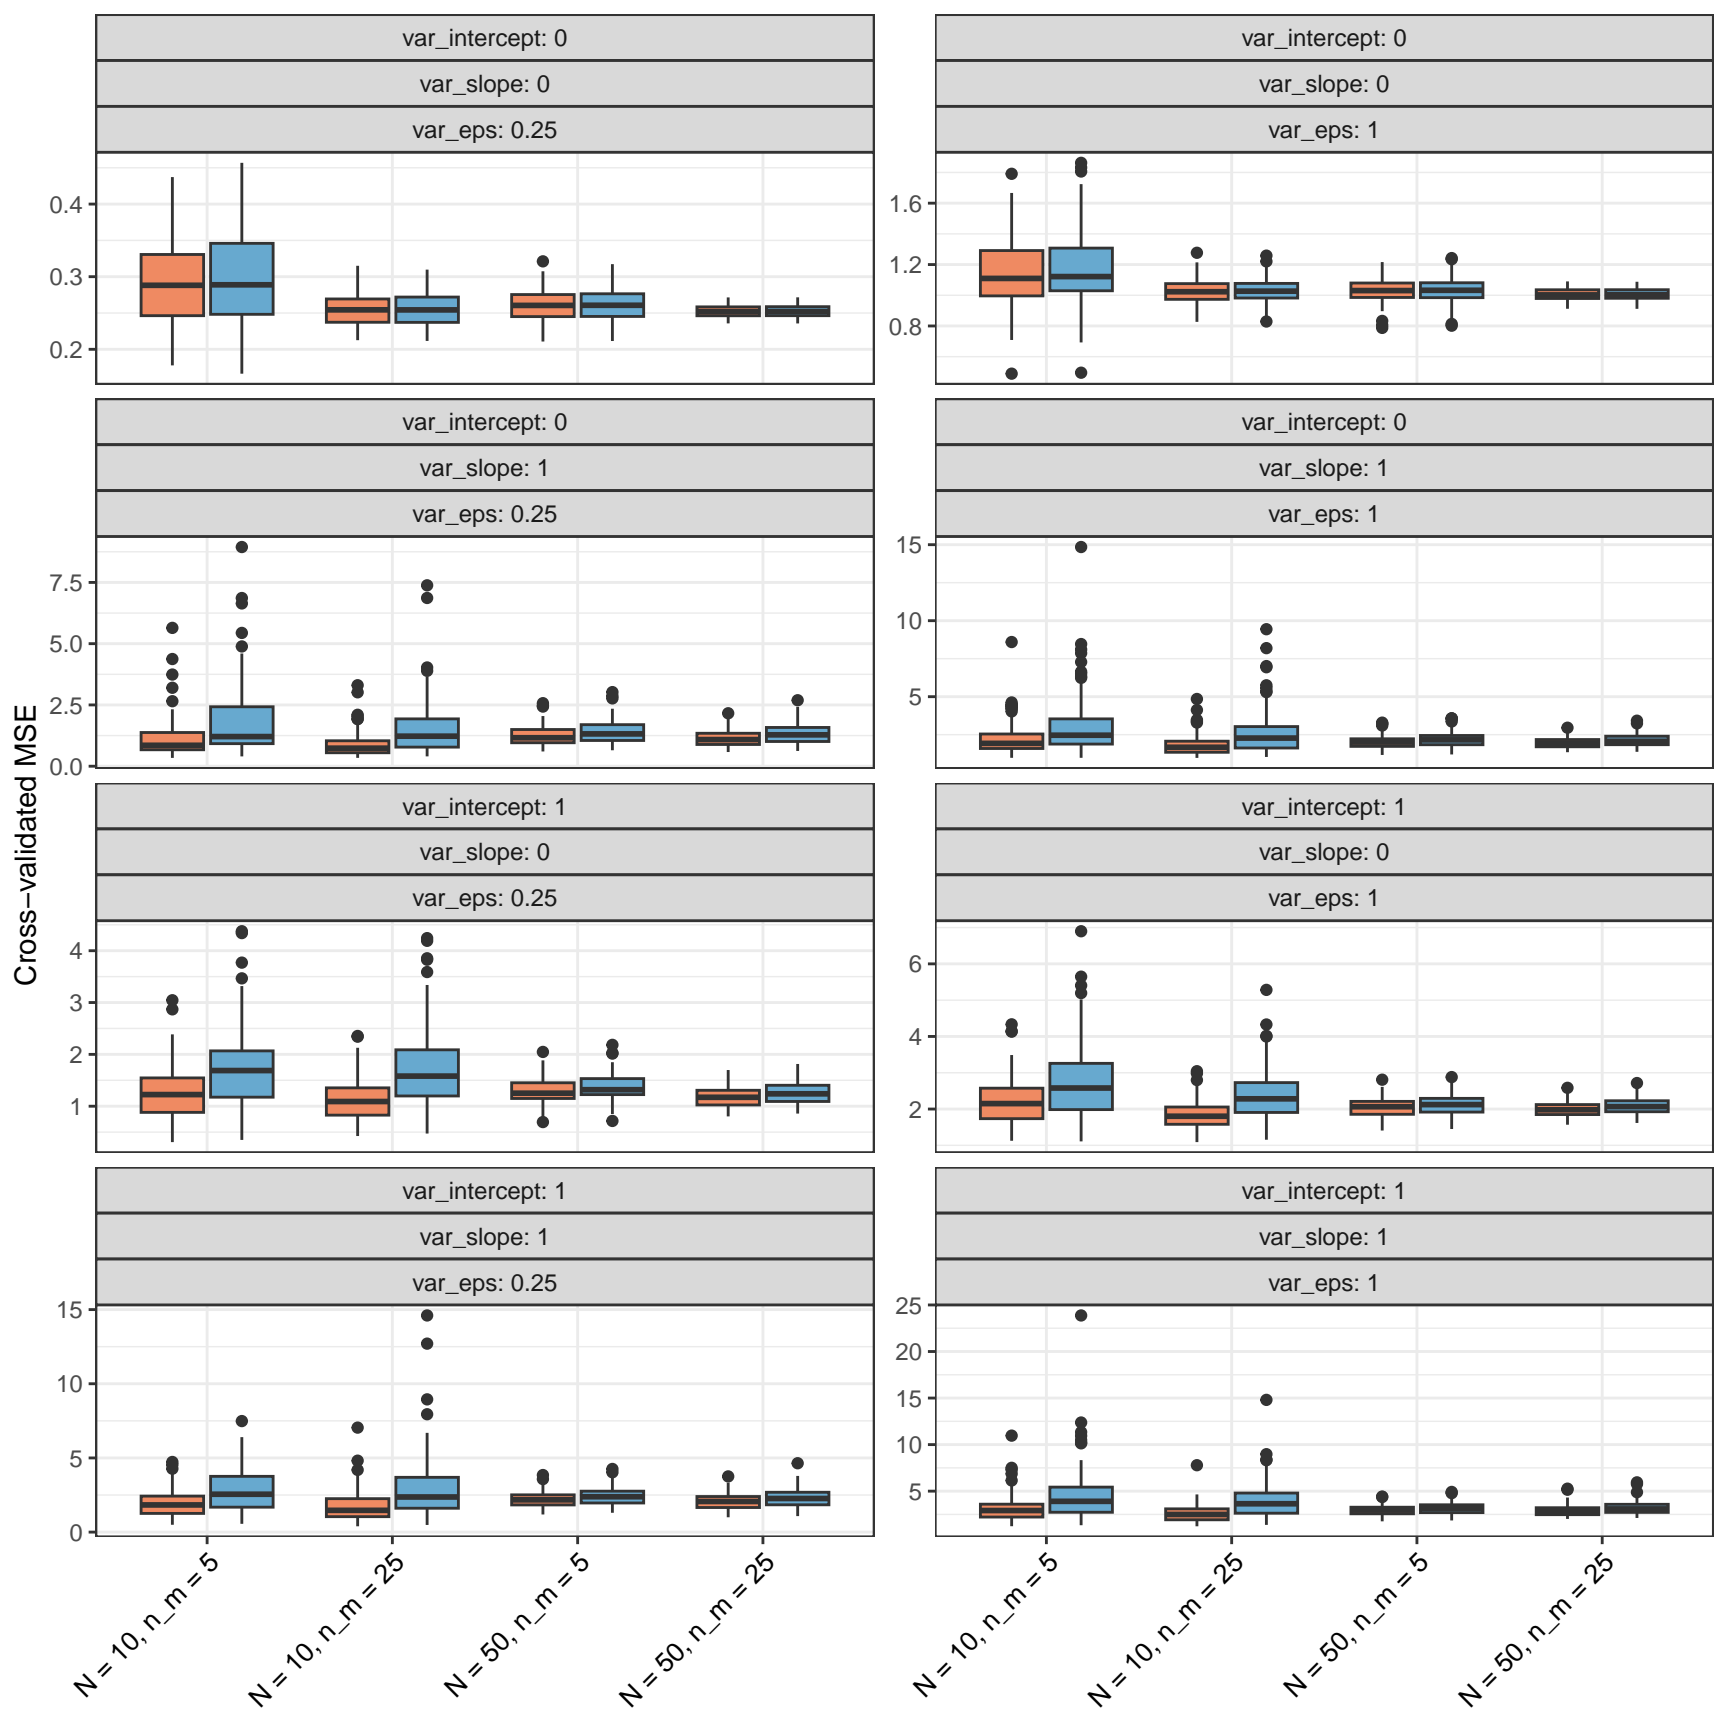 var_intercept: 0
var_slope: 0
var_eps: 0.25
0.4
0.3
0.2
var_intercept: 0
var_slope: 0
var_eps: 1
1.6
1.2
0.8
var_intercept: 0
var_slope: 1
var_eps: 0.25
7.5
5.0
2.5
0.0
var_intercept: 0
var_slope: 1
var_eps: 1
15
10
5
Cross−validated MSE
var_intercept: 1
var_slope: 0
var_eps: 0.25
4
3
2
1
var_intercept: 1
var_slope: 0
var_eps: 1
6
4
2
var_intercept: 1
var_slope: 1
var_eps: 0.25
15
10
5
0
var_intercept: 1
var_slope: 1
var_eps: 1
25
20
15
10
5
N = 10, n_m = 5
N = 10, n_m = 25
N = 50, n_m = 5
N = 50, n_m = 25
N = 10, n_m = 5
N = 10, n_m = 25
N = 50, n_m = 5
N = 50, n_m = 25